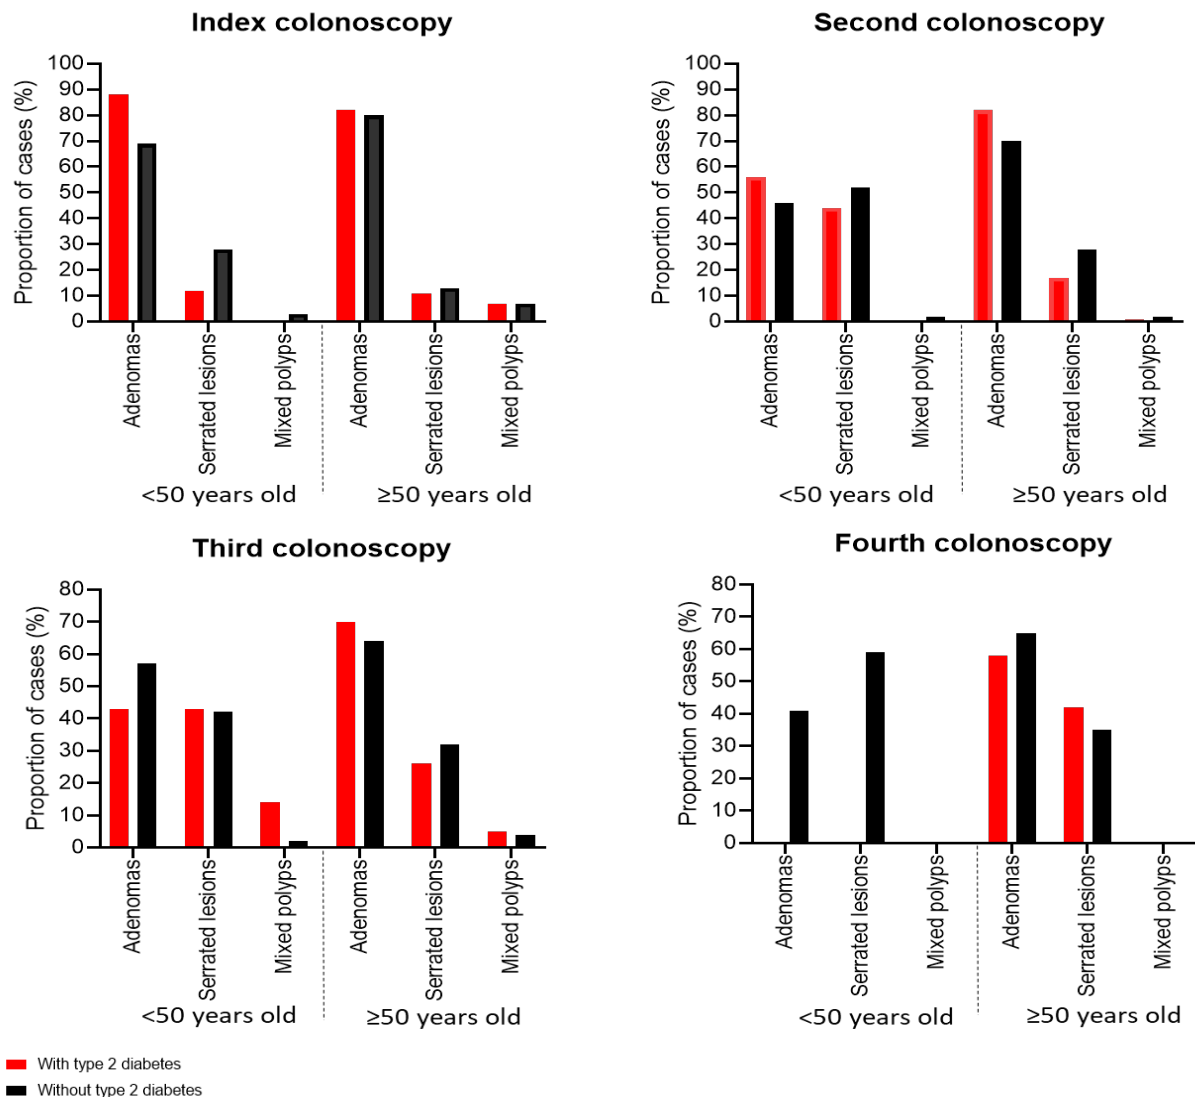 Index colonoscopy
Proportion of cases (%)
100
90
80
70
60
50
40
30
20
10
0
Adenomas
Serrated lesions
Mixed polyps
Adenomas
Serrated lesions
Mixed polyps
<50 years old
≥50 years old
Second colonoscopy
Proportion of cases (%)
100
90
80
70
60
50
40
30
20
10
0
Adenomas
Serrated lesions
Mixed polyps
Adenomas
Serrated lesions
Mixed polyps
<50 years old
≥50 years old
Third colonoscopy
Proportion of cases (%)
80
70
60
50
40
30
20
10
0
Adenomas
Serrated lesions
Mixed polyps
Adenomas
Serrated lesions
Mixed polyps
<50 years old
≥50 years old
Fourth colonoscopy
Proportion of cases (%)
80
70
60
50
40
30
20
10
0
Adenomas
Serrated lesions
Mixed polyps
Adenomas
Serrated lesions
Mixed polyps
<50 years old
≥50 years old
With type 2 diabetes
Without type 2 diabetes